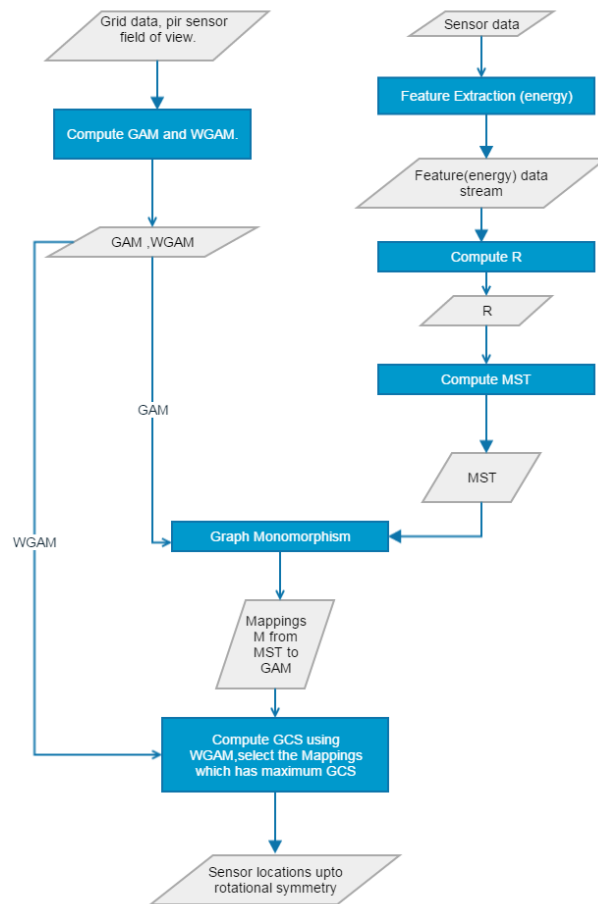 Grid data, pir sensor
field of view.
Sensor data
Compute GAM and WGAM.
Feature Extraction (energy)
Feature(energy) data
stream
GAM ,WGAM
Compute R
R
Compute MST
GAM
MST
WGAM
Graph Monomorphism
Mappings
M from
MST to
GAM
Compute GCS using
WGAM,select the Mappings
which has maximum GCS
Sensor locations upto
rotational symmetry